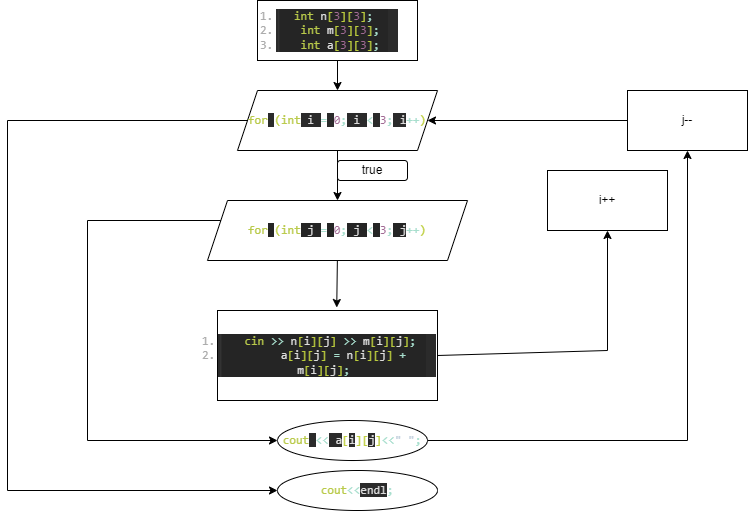 1. int n[3][3];
2. int m[3][3];
3. int a[3][3];
for (int i = 0; i < 3; i++)
j--
true
i++
for (int j = 0; j < 3; j++)
1. cin >> n[i][j] >> m[i][j];
2. a[i][j] = n[i][j] +
m[i][j];
cout << a[i][j]<<" ";
cout<<endl;